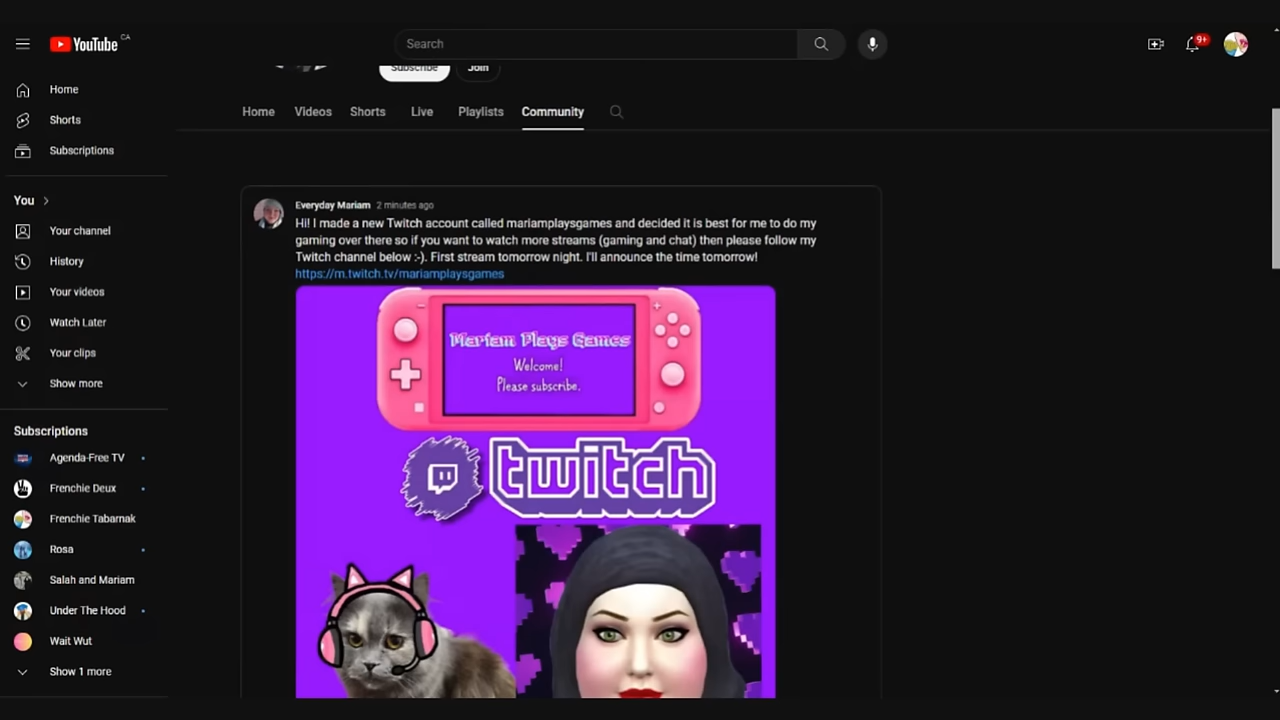 YouTube CA
Search
9+
Subscribe Join
Home
Shorts
Subscriptions
You
Your channel
History
Your videos
Watch Later
Your clips
Show more
Subscriptions
Agenda-Free TV
Frenchie Deux
Frenchie Tabarnak
Rosa
Salah and Mariam
Under The Hood
Wait Wut
Show 1 more
Home Videos Shorts Live Playlists Community
Everyday Mariam 2 minutes ago
Hi! I made a new Twitch account called mariamplaysgames and decided it is best for me to do my
gaming over there so if you want to watch more streams (gaming and chat) then please follow my
Twitch channel below :-). First stream tomorrow night. I'll announce the time tomorrow!
https://m.twitch.tv/mariamplaysgames
Mariam Plays Games
Welcome!
Please subscribe.
twitch